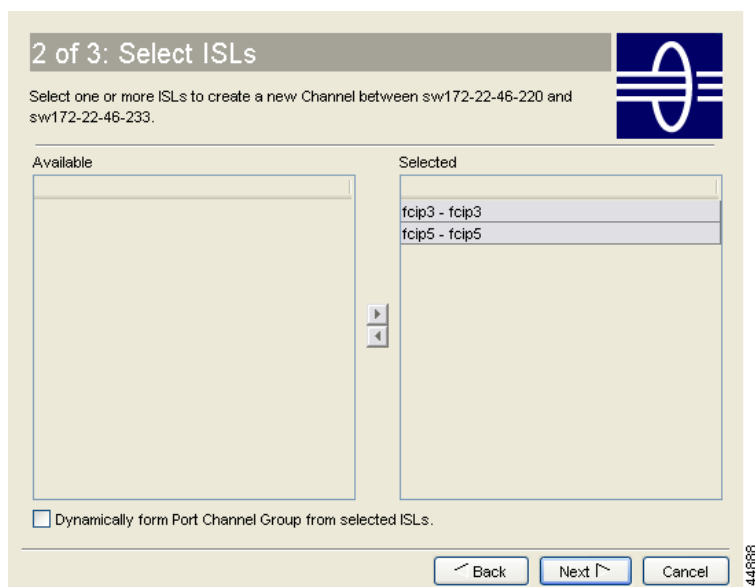 2 of 3: Select ISLs
Select one or more ISLs to create a new Channel between sw172-22-46-220 and
sw172-22-46-233.
Available
Selected
fcip3 - fcip3
fcip5 - fcip5
Dynamically form Port Channel Group from selected ISLs.
Back
Next
Cancel